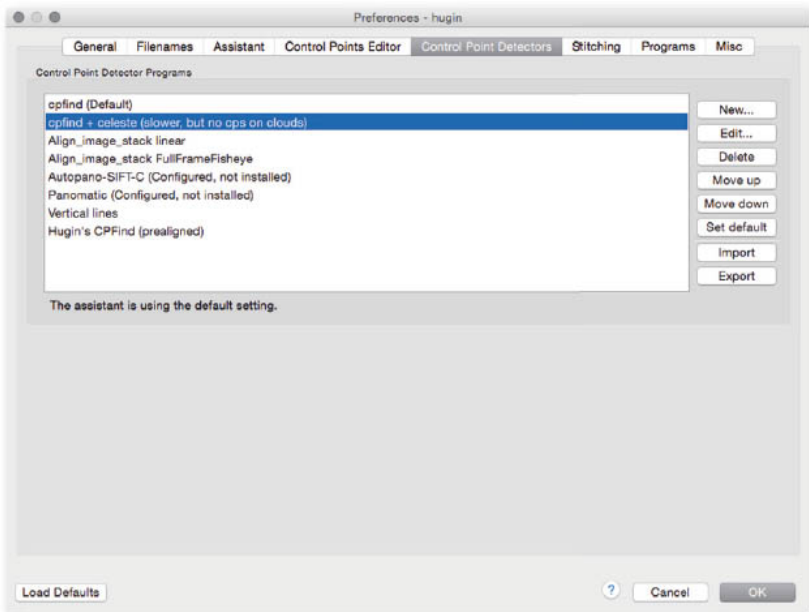 Preferences - hugin
General Filenames Assistant Control Points Editor Control Point Detectors Stitching Programs Misc
Control Point Detector Programs
cpfind (Default)
cpfind + celeste (slower, but no cps on clouds)
Align_image_stack linear
Align_image_stack FullFrameFisheye
Autopano-SIFT-C (Configured, not installed)
Panomatic (Configured, not installed)
Vertical lines
Hugin's CPFind (prealigned)
New...
Edit...
Delete
Move up
Move down
Set default
Import
Export
The assistant is using the default setting.
Load Defaults ? Cancel OK